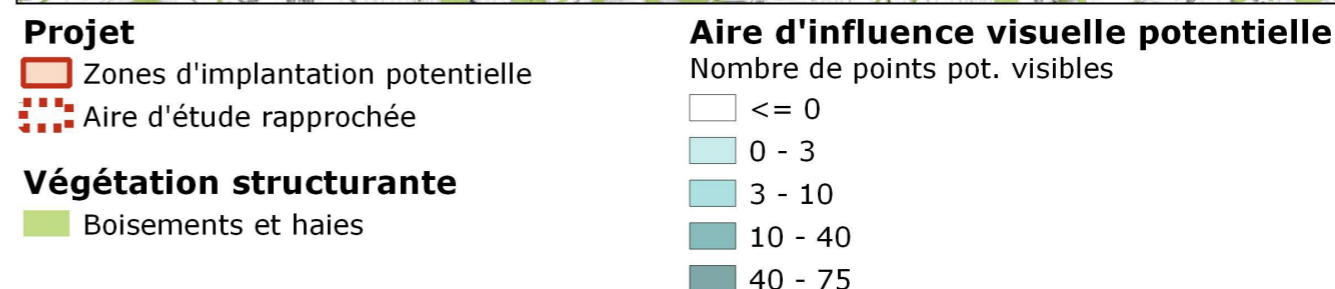 Projet
Zones d'implantation potentielle
Aire d'étude rapprochée
Végétation structurante
Boisements et haies
Aire d'influence visuelle potentielle
Nombre de points pot. visibles
<= 0
0 - 3
3 - 10
10 - 40
40 - 75